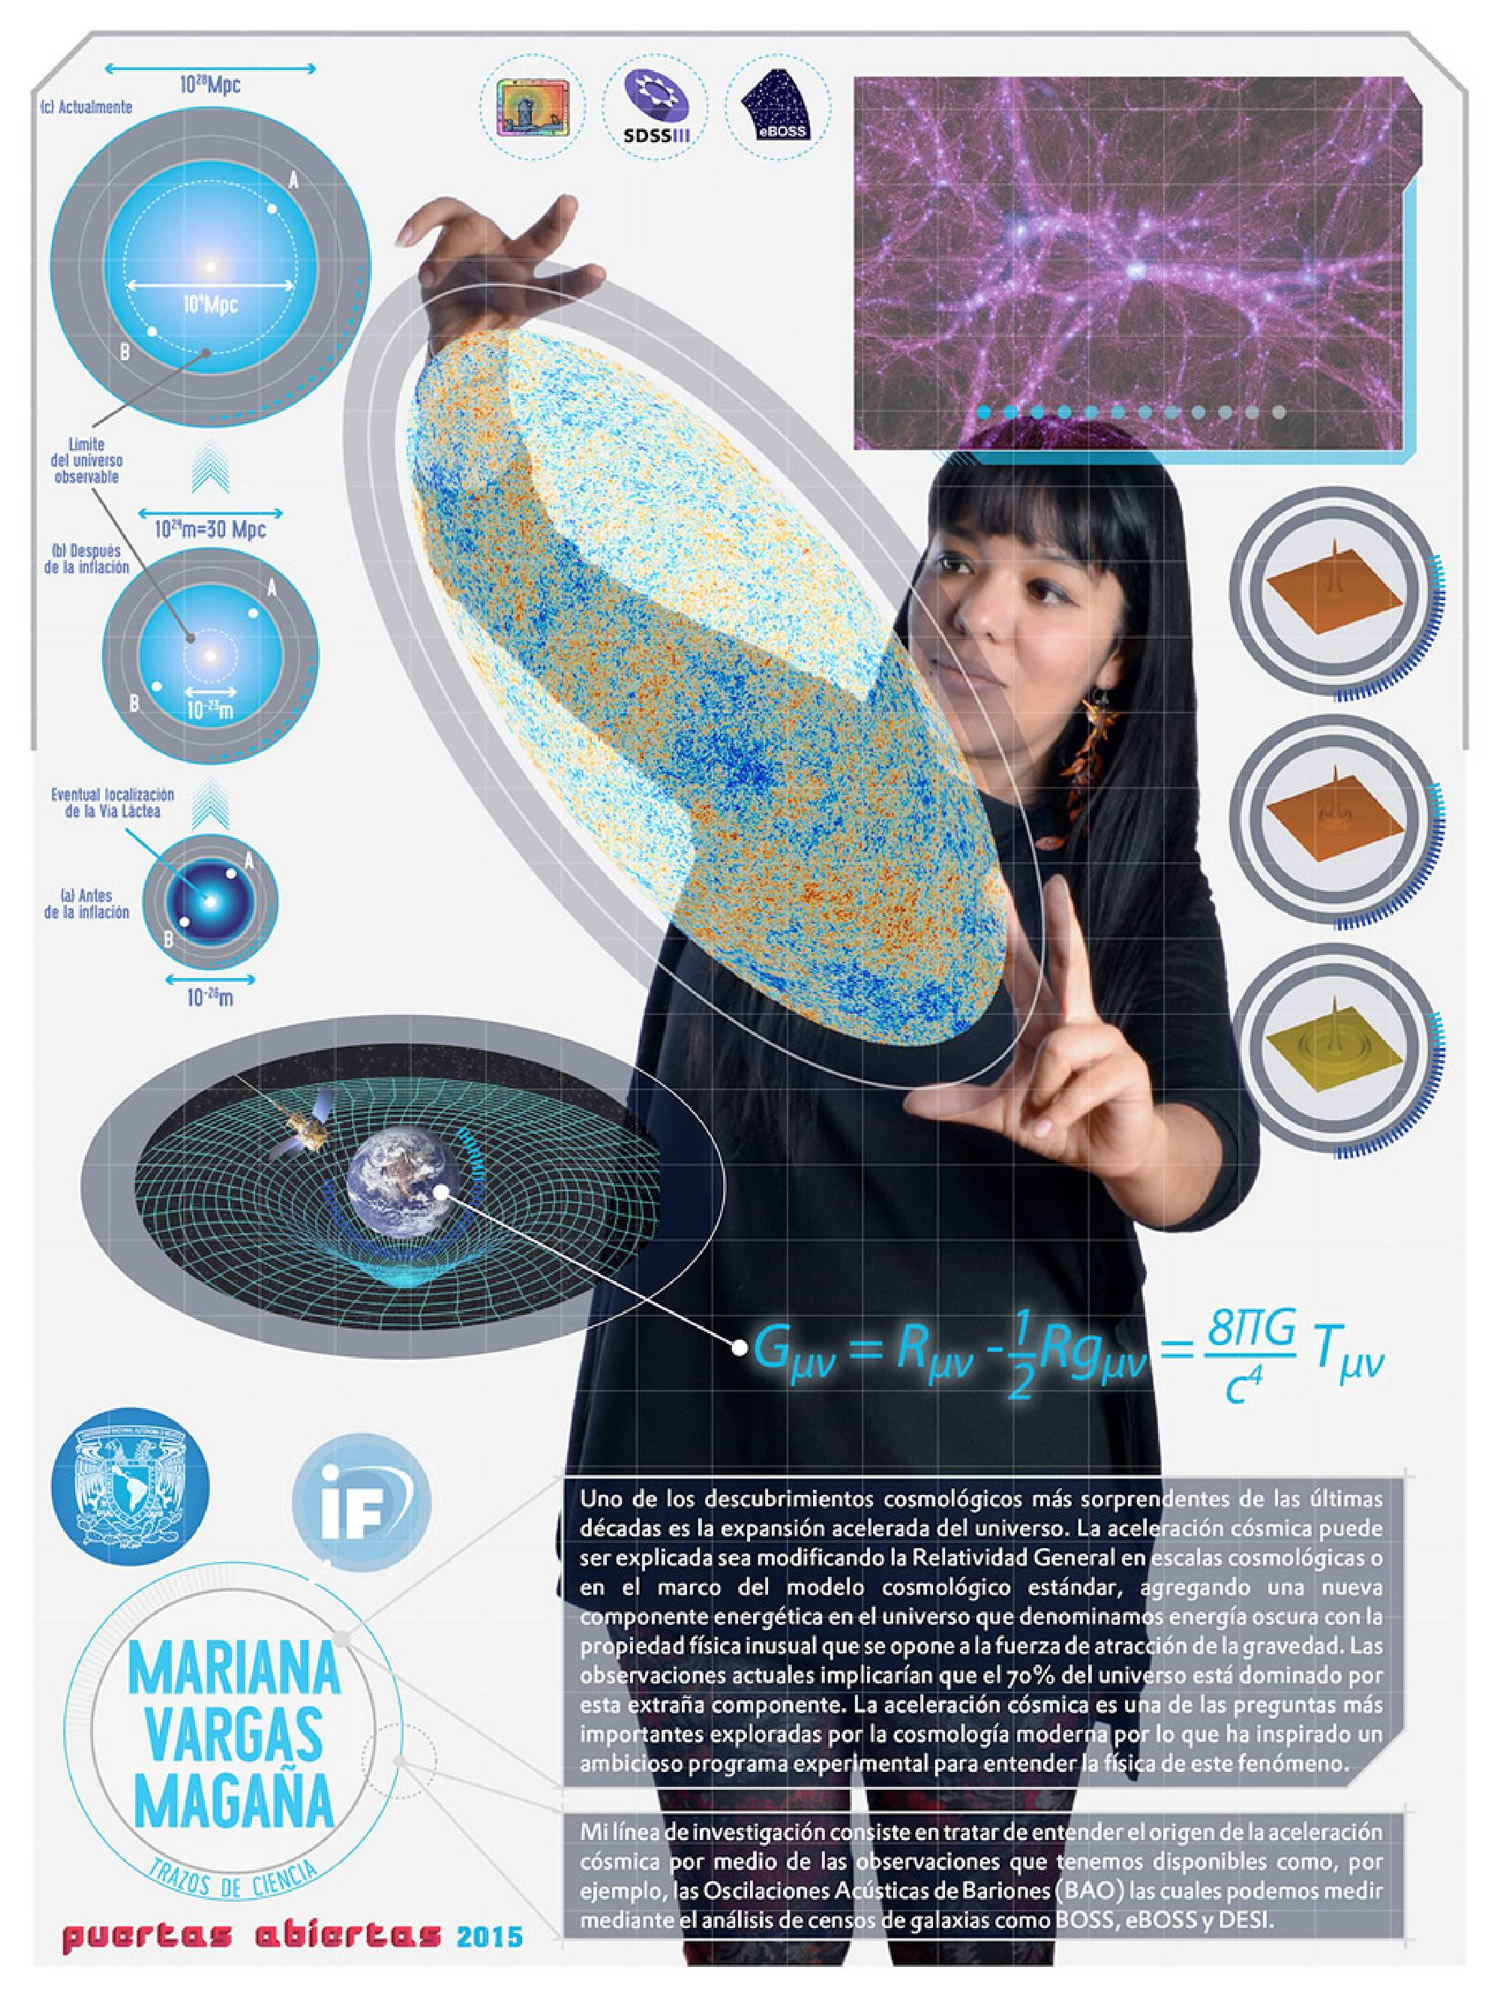 10²⁸Mpc
(c) Actualmente
A
10⁴Mpc
B
Límite
del universo
observable
10²⁴m=30 Mpc
(b) Después
de la inflación
A
B
10⁻²³m
Eventual localización
de la Vía Láctea
A
(a) Antes
de la inflación
B
10⁻²⁶m
SDSSIII
eBOSS
Gμν = Rμν - 1/2 Rgμν = 8πG/c⁴ Tμν
iF
MARIANA
VARGAS
MAGAÑA
TRAZOS DE CIENCIA
puertas abiertas 2015
Uno de los descubrimientos cosmológicos más sorprendentes de las últimas
décadas es la expansión acelerada del universo. La aceleración cósmica puede
ser explicada sea modificando la Relatividad General en escalas cosmológicas o
en el marco del modelo cosmológico estándar, agregando una nueva
componente energética en el universo que denominamos energía oscura con la
propiedad física inusual que se opone a la fuerza de atracción de la gravedad. Las
observaciones actuales implicarían que el 70% del universo está dominado por
esta extraña componente. La aceleración cósmica es una de las preguntas más
importantes exploradas por la cosmología moderna por lo que ha inspirado un
ambicioso programa experimental para entender la física de este fenómeno.
Mi línea de investigación consiste en tratar de entender el origen de la aceleración
cósmica por medio de las observaciones que tenemos disponibles como, por
ejemplo, las Oscilaciones Acústicas de Bariones (BAO) las cuales podemos medir
mediante el análisis de censos de galaxias como BOSS, eBOSS y DESI.